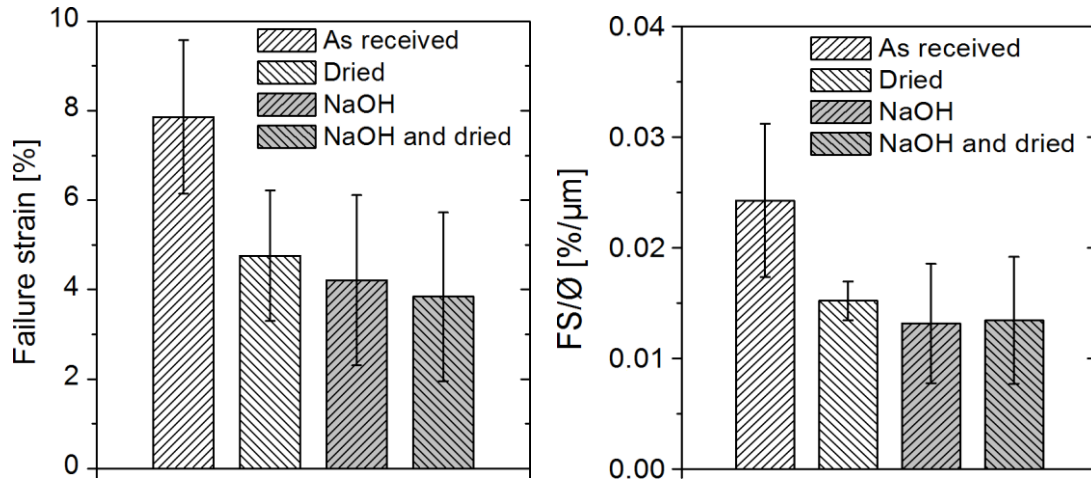 Failure strain [%]
10
8
6
4
2
0
As received
Dried
NaOH
NaOH and dried
FS/Ø [%/µm]
0.04
0.03
0.02
0.01
0.00
As received
Dried
NaOH
NaOH and dried